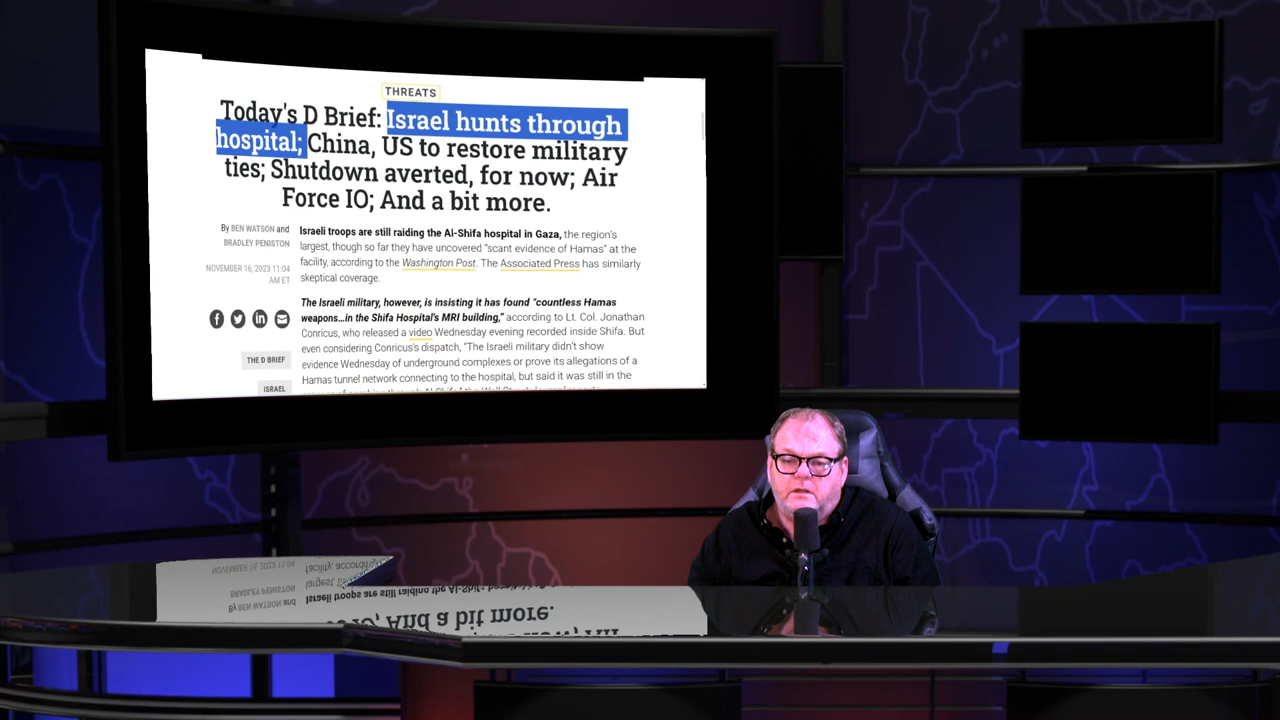 THREATS
Today's D Brief: Israel hunts through
hospital; China, US to restore military
ties; Shutdown averted, for now; Air
Force IO; And a bit more.
By BEN WATSON and
BRADLEY PENISTON
NOVEMBER 16, 2023 11:04
AM ET
THE D BRIEF
ISRAEL
Israeli troops are still raiding the Al-Shifa hospital in Gaza, the region's
largest, though so far they have uncovered "scant evidence of Hamas" at the
facility, according to the Washington Post. The Associated Press has similarly
skeptical coverage.
The Israeli military, however, is insisting it has found "countless Hamas
weapons…in the Shifa Hospital's MRI building," according to Lt. Col. Jonathan
Conricus, who released a video Wednesday evening recorded inside Shifa. But
even considering Conricus's dispatch, "The Israeli military didn't show
evidence Wednesday of underground complexes or prove its allegations of a
Hamas tunnel network connecting to the hospital, but said it was still in the